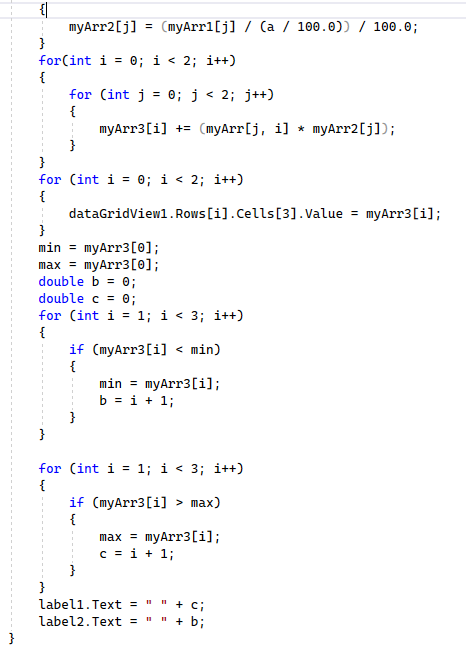 {
myArr2[j] = (myArr1[j] / (a / 100.0)) / 100.0;
}
for(int i = 0; i < 2; i++)
{
for (int j = 0; j < 2; j++)
{
myArr3[i] += (myArr[j, i] * myArr2[j]);
}
}
for (int i = 0; i < 2; i++)
{
dataGridView1.Rows[i].Cells[3].Value = myArr3[i];
}
min = myArr3[0];
max = myArr3[0];
double b = 0;
double c = 0;
for (int i = 1; i < 3; i++)
{
if (myArr3[i] < min)
{
min = myArr3[i];
b = i + 1;
}
}
for (int i = 1; i < 3; i++)
{
if (myArr3[i] > max)
{
max = myArr3[i];
c = i + 1;
}
}
label1.Text = " " + c;
label2.Text = " " + b;
}